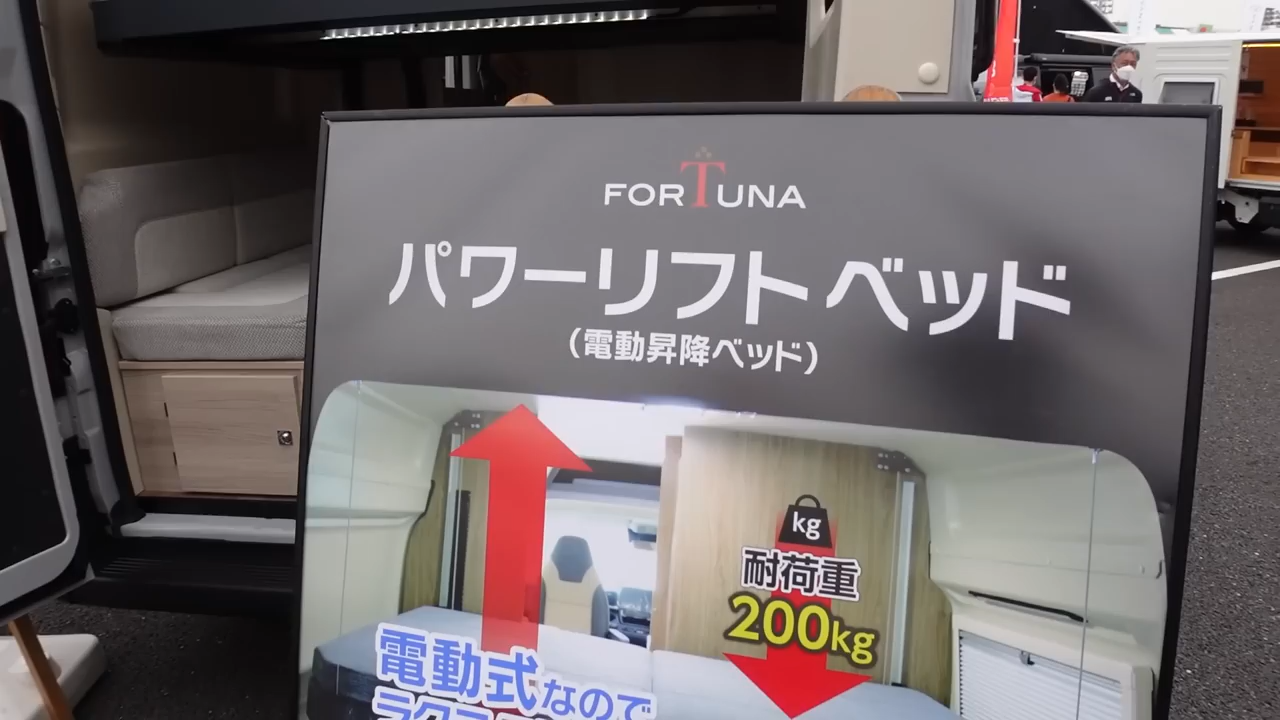 FORTUNA
パワーリフトベッド
(電動昇降ベッド)
kg
耐荷重
200kg
電動式なので